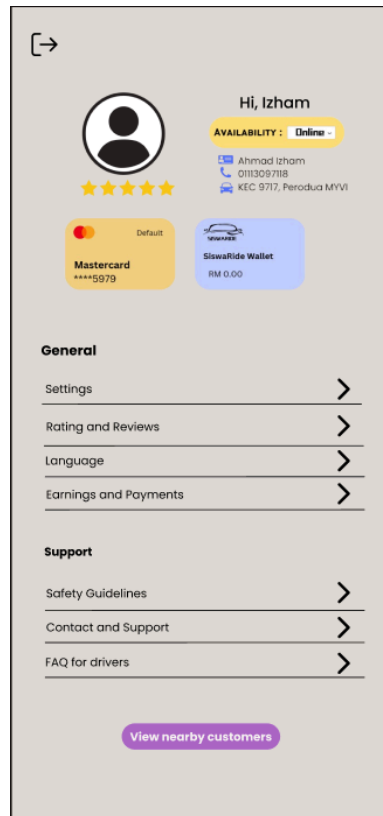 Hi, Izham
AVAILABILITY : Online
Ahmad Izham
01113097118
KEC 9717, Perodua MYVI
Default
Mastercard
****5979
SISWARIDE
SiswaRide Wallet
RM 0.00
General
Settings
Rating and Reviews
Language
Earnings and Payments
Support
Safety Guidelines
Contact and Support
FAQ for drivers
View nearby customers